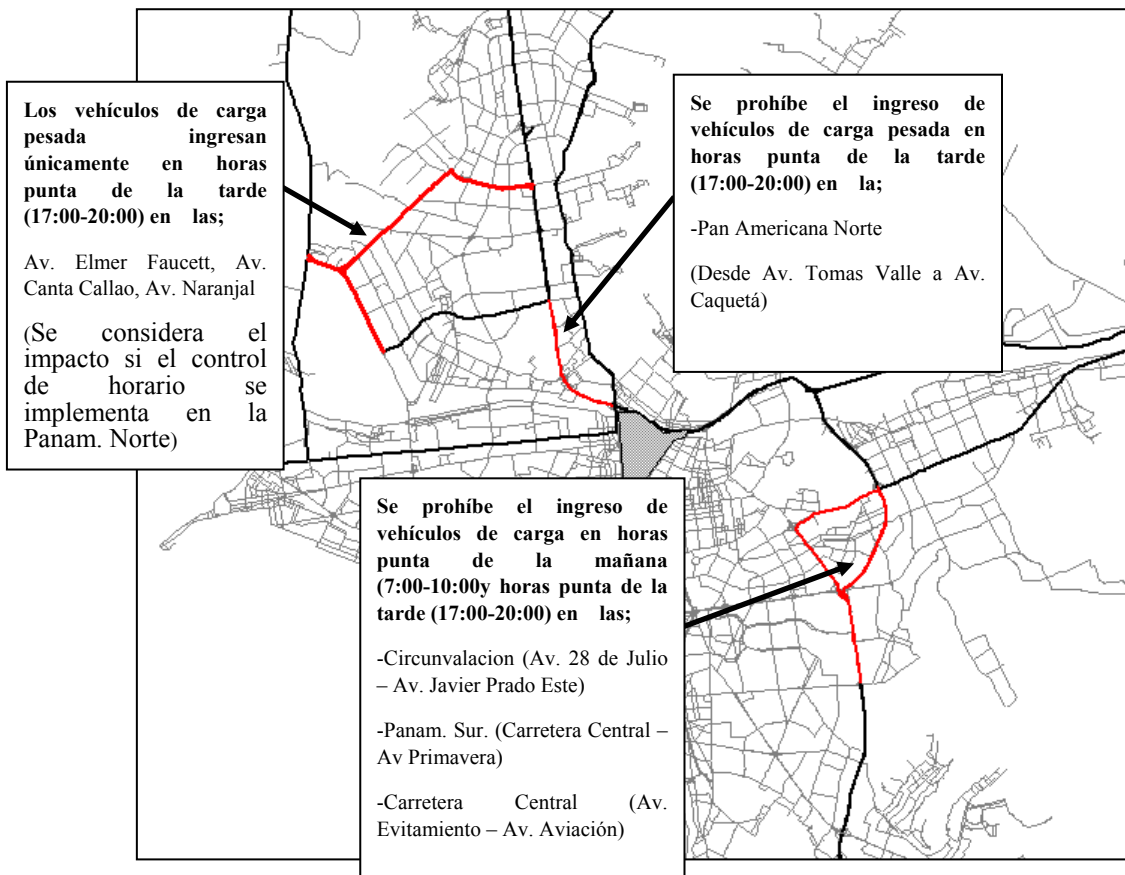 Los vehículos de carga
pesada ingresan
únicamente en horas
punta de la tarde
(17:00-20:00) en las;
Av. Elmer Faucett, Av.
Canta Callao, Av. Naranjal
(Se considera el
impacto si el control
de horario se
implementa en la
Panam. Norte)
Se prohíbe el ingreso de
vehículos de carga pesada en
horas punta de la tarde
(17:00-20:00) en la;
-Pan Americana Norte
(Desde Av. Tomas Valle a Av.
Caquetá)
Se prohíbe el ingreso de
vehículos de carga en horas
punta de la mañana
(7:00-10:00y horas punta de la
tarde (17:00-20:00) en las;
-Circunvalacion (Av. 28 de Julio
– Av. Javier Prado Este)
-Panam. Sur. (Carretera Central –
Av Primavera)
-Carretera Central (Av.
Evitamiento – Av. Aviación)